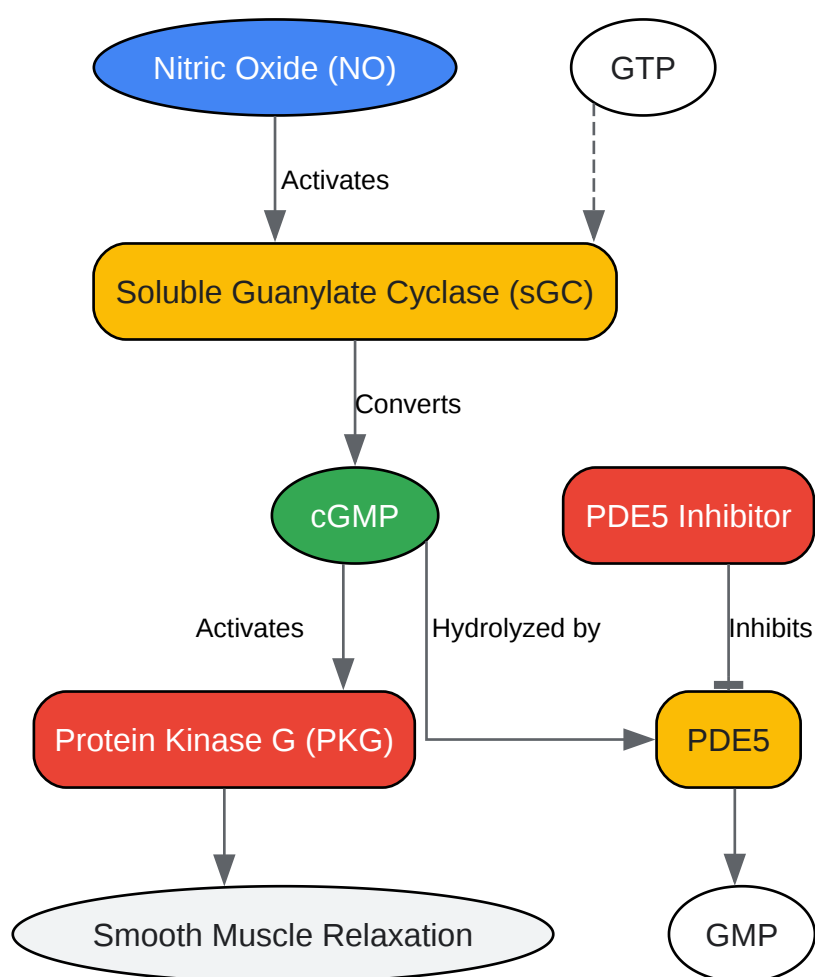 Nitric Oxide (NO)
GTP
Activates
Soluble Guanylate Cyclase (sGC)
Converts
cGMP
PDE5 Inhibitor
Activates
Hydrolyzed by
Inhibits
Protein Kinase G (PKG)
PDE5
Smooth Muscle Relaxation
GMP